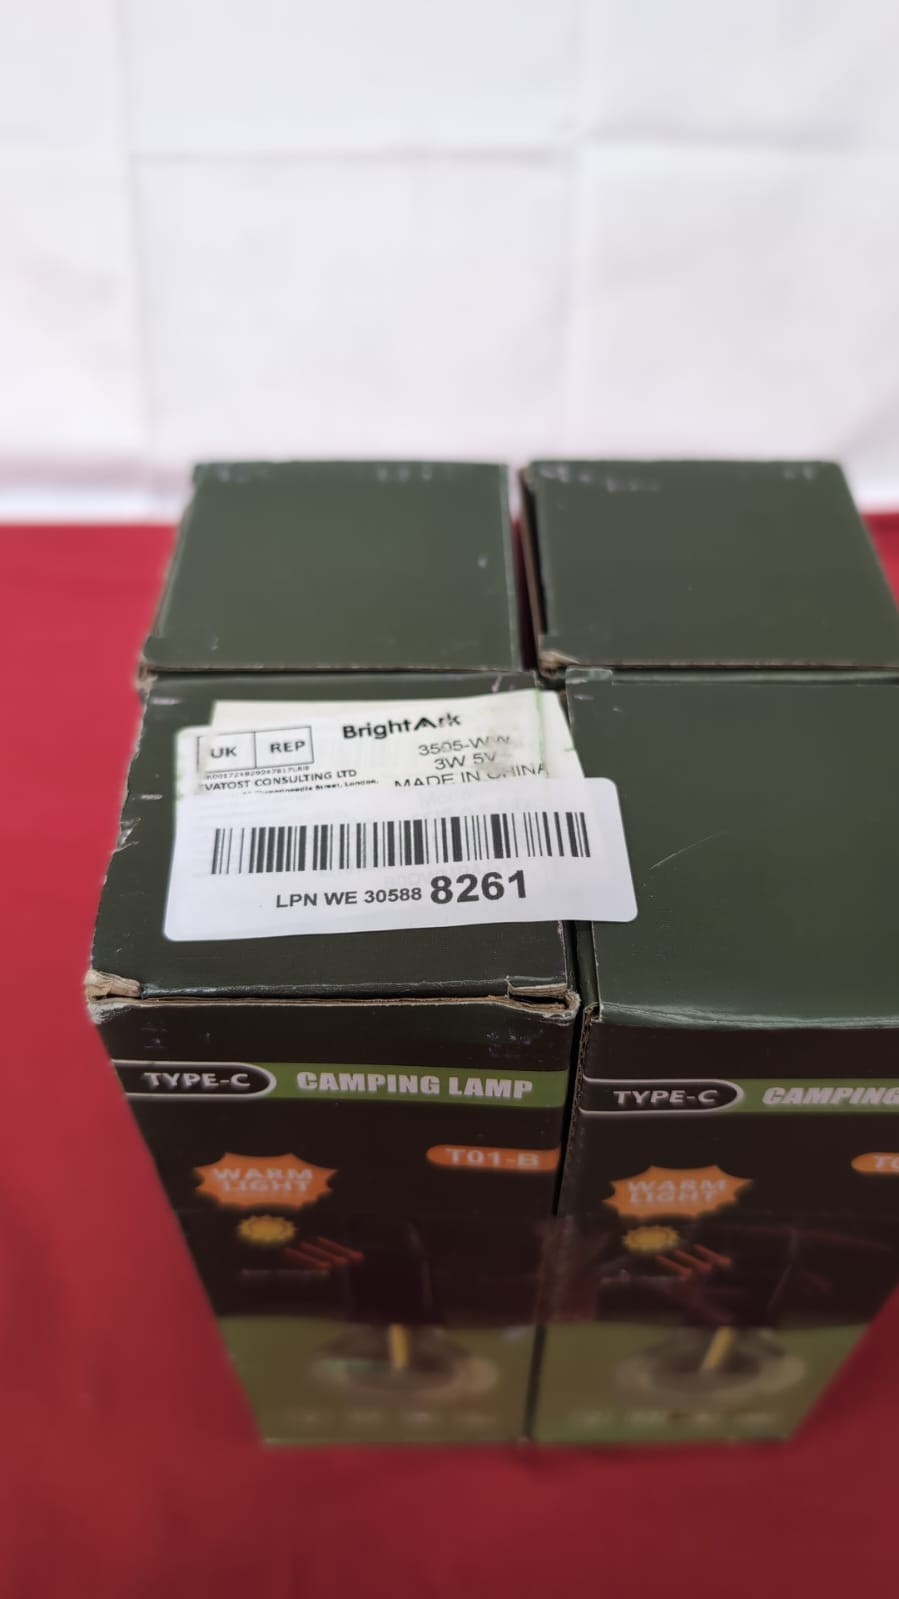 UK REP
BrightArk
3505-WW
3W 5V
VATOST CONSULTING LTD
MADE IN CHINA
LPN WE 30588 8261
TYPE-C CAMPING LAMP
T01-B
WARM
LIGHT
TYPE-C CAMPING
WARM
LIGHT